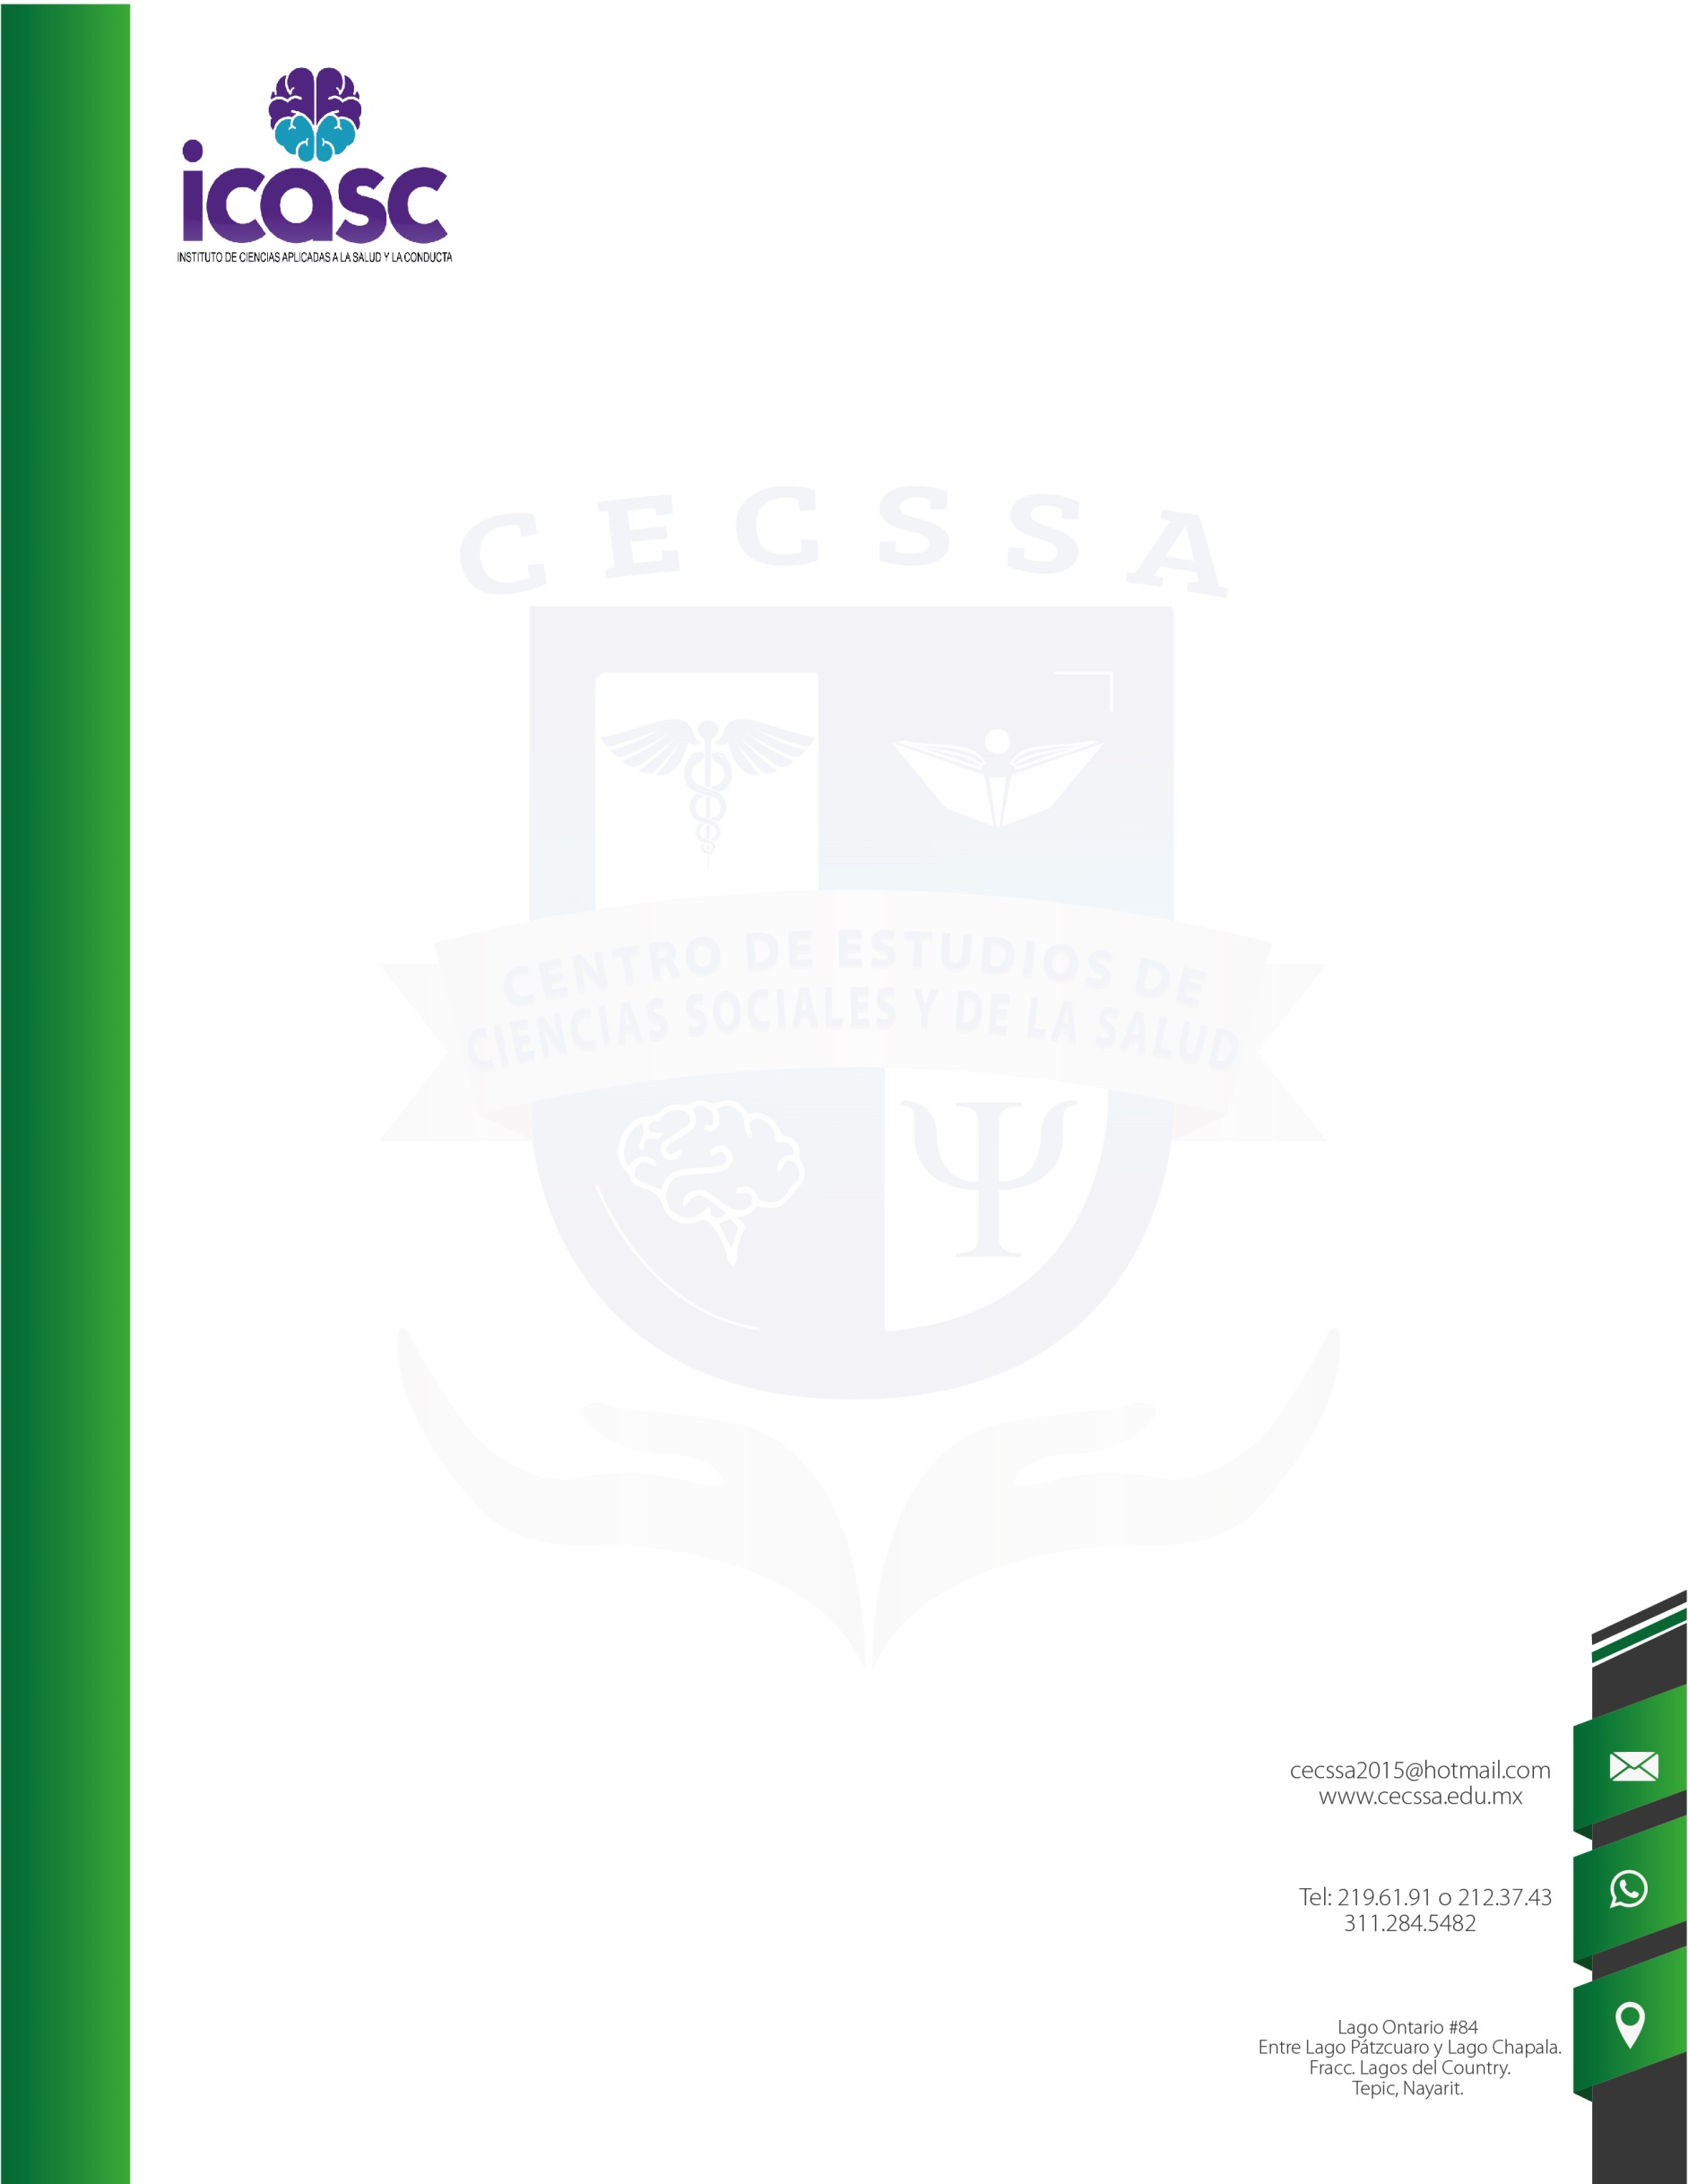 icasc
INSTITUTO DE CIENCIAS APLICADAS A LA SALUD Y LA CONDUCTA
CECSSA
CENTRO DE ESTUDIOS DE
CIENCIAS SOCIALES Y DE LA SALUD
cecssa2015@hotmail.com
www.cecssa.edu.mx
Tel: 219.61.91 o 212.37.43
311.284.5482
Lago Ontario #84
Entre Lago Pátzcuaro y Lago Chapala.
Fracc. Lagos del Country.
Tepic, Nayarit.